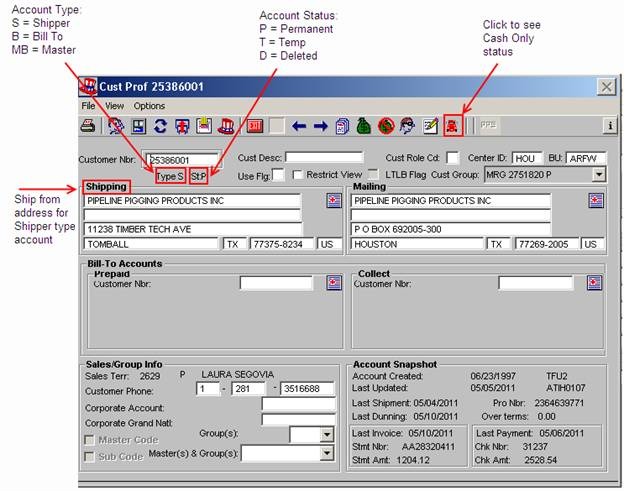 Account Type:
S = Shipper
B = Bill To
MB = Master
Account Status:
P = Permanent
T = Temp
D = Deleted
Click to see
Cash Only
status
Cust Prof 25386001
File View Options
EXIT
PPE
i
Customer Nbr: 25386001 Cust Desc: Cust Role Cd: Center ID: HOU BU: ARFW
Type S St:P Use Flg: Restrict View LTLB Flag Cust Group: MRG 2751820 P
Ship from
address for
Shipper type
account
Shipping
PIPELINE PIGGING PRODUCTS INC
11238 TIMBER TECH AVE
TOMBALL TX 77375-8234 US
Mailing
PIPELINE PIGGING PRODUCTS INC
P O BOX 692005-300
HOUSTON TX 77269-2005 US
Bill-To Accounts
Prepaid
Customer Nbr:
Collect
Customer Nbr:
Sales/Group Info
Sales Terr: 2629 P LAURA SEGOVIA
Customer Phone: 1 - 281 - 3516688
Corporate Account:
Corporate Grand Natl:
Master Code Group(s):
Sub Code Master(s) & Group(s):
Account Snapshot
Account Created: 06/23/1997 TFU2
Last Updated: 05/05/2011 ATIH0107
Last Shipment: 05/04/2011 Pro Nbr: 2364639771
Last Dunning: 05/10/2011 Over terms: 0.00
Last Invoice: 05/10/2011
Stmt Nbr: AA28320411
Stmt Amt: 1204.12
Last Payment: 05/06/2011
Chk Nbr: 31237
Chk Amt: 2528.54